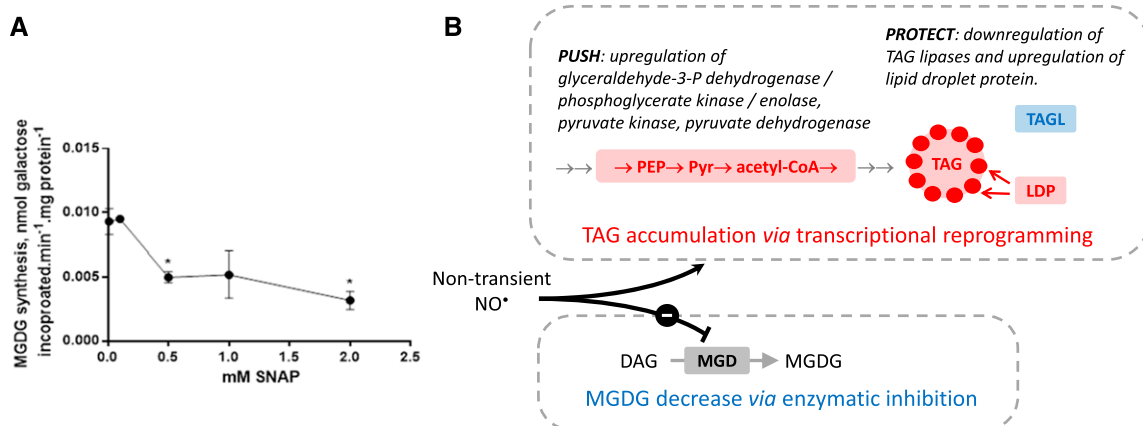 A
MGDG synthesis, nmol galactose
incoproated.min-1.mg protein-1
0.015
0.010
0.005
0.000
*
*
0.0 0.5 1.0 1.5 2.0 2.5
mM SNAP
B
PUSH: upregulation of
glyceraldehyde-3-P dehydrogenase /
phosphoglycerate kinase / enolase,
pyruvate kinase, pyruvate dehydrogenase
PROTECT: downregulation of
TAG lipases and upregulation of
lipid droplet protein.
TAGL
→→ → PEP→ Pyr→ acetyl-CoA→ →→
TAG
LDP
TAG accumulation via transcriptional reprogramming
Non-transient
NO•
DAG MGD MGDG
MGDG decrease via enzymatic inhibition